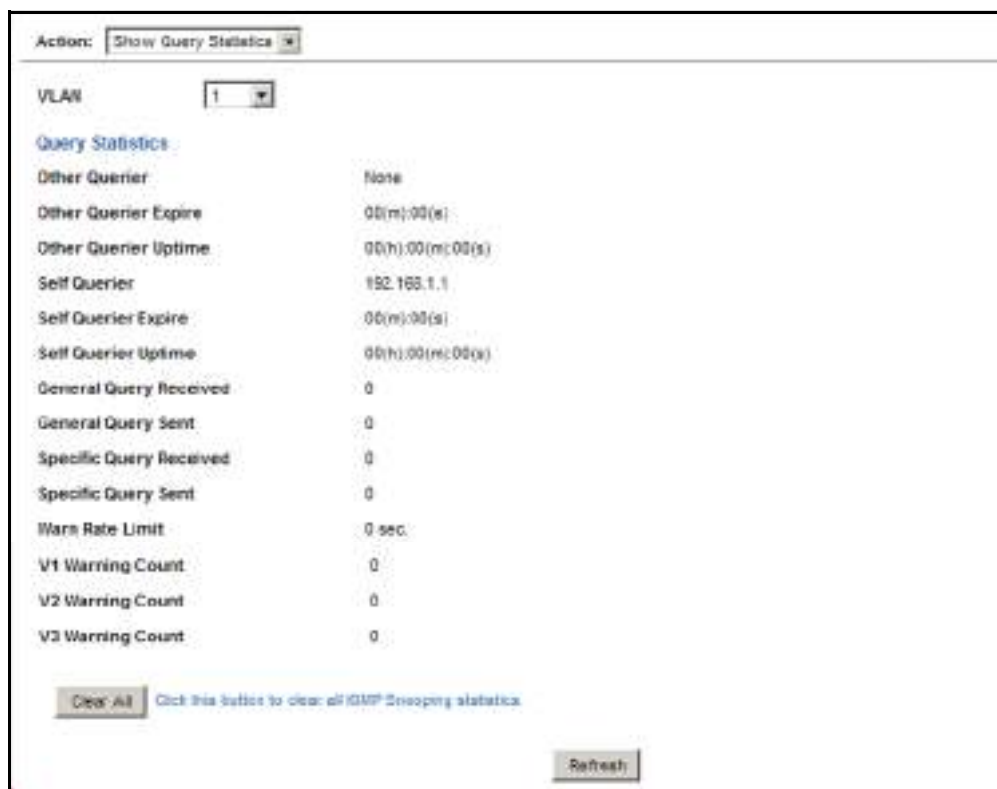 Action: Show Query Statistics
VLAN 1
Query Statistics
Other Querier None
Other Querier Expire 00(m):00(s)
Other Querier Uptime 00(h):00(m):00(s)
Self Querier 192.168.1.1
Self Querier Expire 00(m):00(s)
Self Querier Uptime 00(h):00(m):00(s)
General Query Received 0
General Query Sent 0
Specific Query Received 0
Specific Query Sent 0
Warn Rate Limit 0 sec.
V1 Warning Count 0
V2 Warning Count 0
V3 Warning Count 0
Clear All Click this button to clear all IGMP Snooping statistics.
Refresh